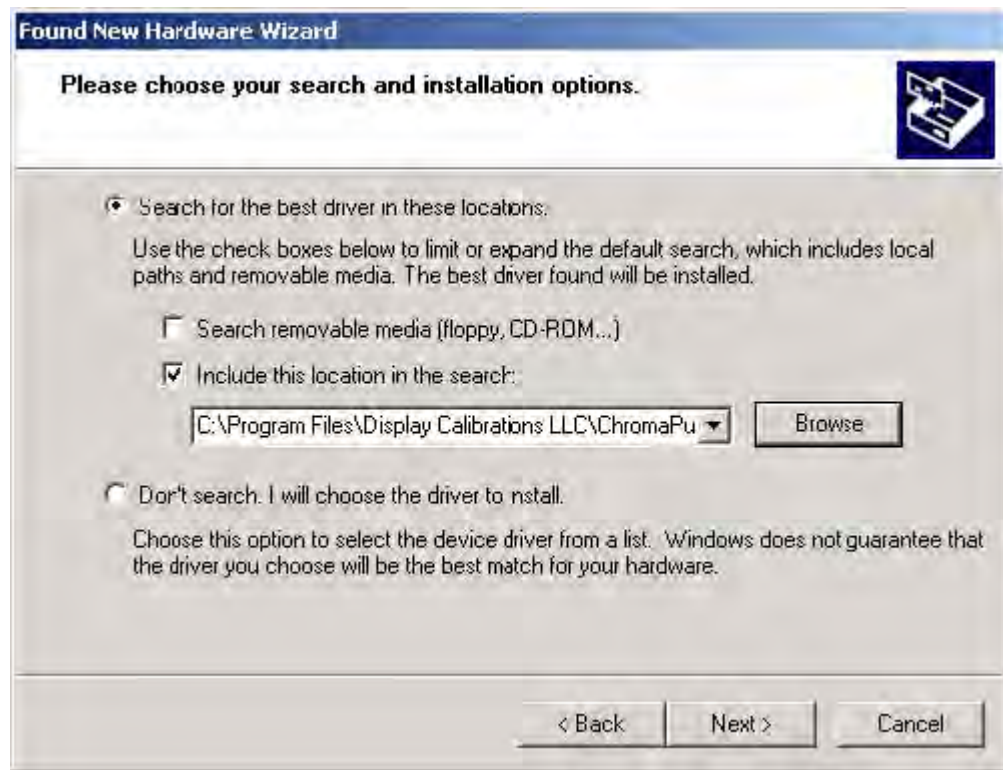 Found New Hardware Wizard
Please choose your search and installation options.
Search for the best driver in these locations.
Use the check boxes below to limit or expand the default search, which includes local
paths and removable media. The best driver found will be installed.
Search removable media (floppy, CD-ROM...)
Include this location in the search:
C:\Program Files\Display Calibrations LLC\ChromaPu
Browse
Don't search. I will choose the driver to install.
Choose this option to select the device driver from a list. Windows does not guarantee that
the driver you choose will be the best match for your hardware.
< Back
Next >
Cancel